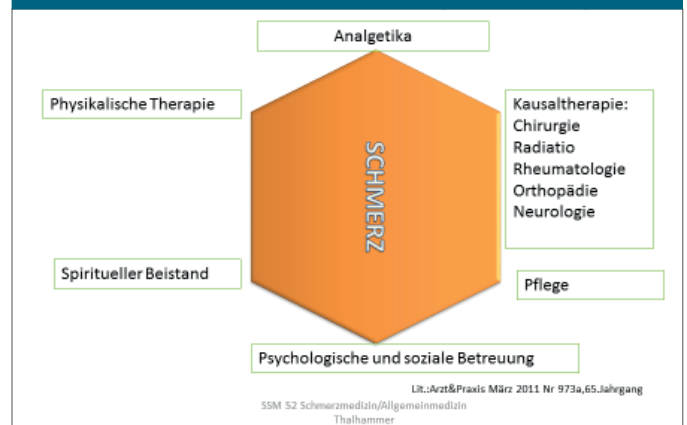 Analgetika
Physikalische Therapie
Kausaltherapie:
Chirurgie
Radiatio
Rheumatologie
Orthopädie
Neurologie
SCHMERZ
Spiritueller Beistand
Pflege
Psychologische und soziale Betreuung
Lit.:Arzt&Praxis März 2011 Nr 973a,65.Jahrgang
SSM 52 Schmerzmedizin/Allgemeinmedizin
Thalhammer